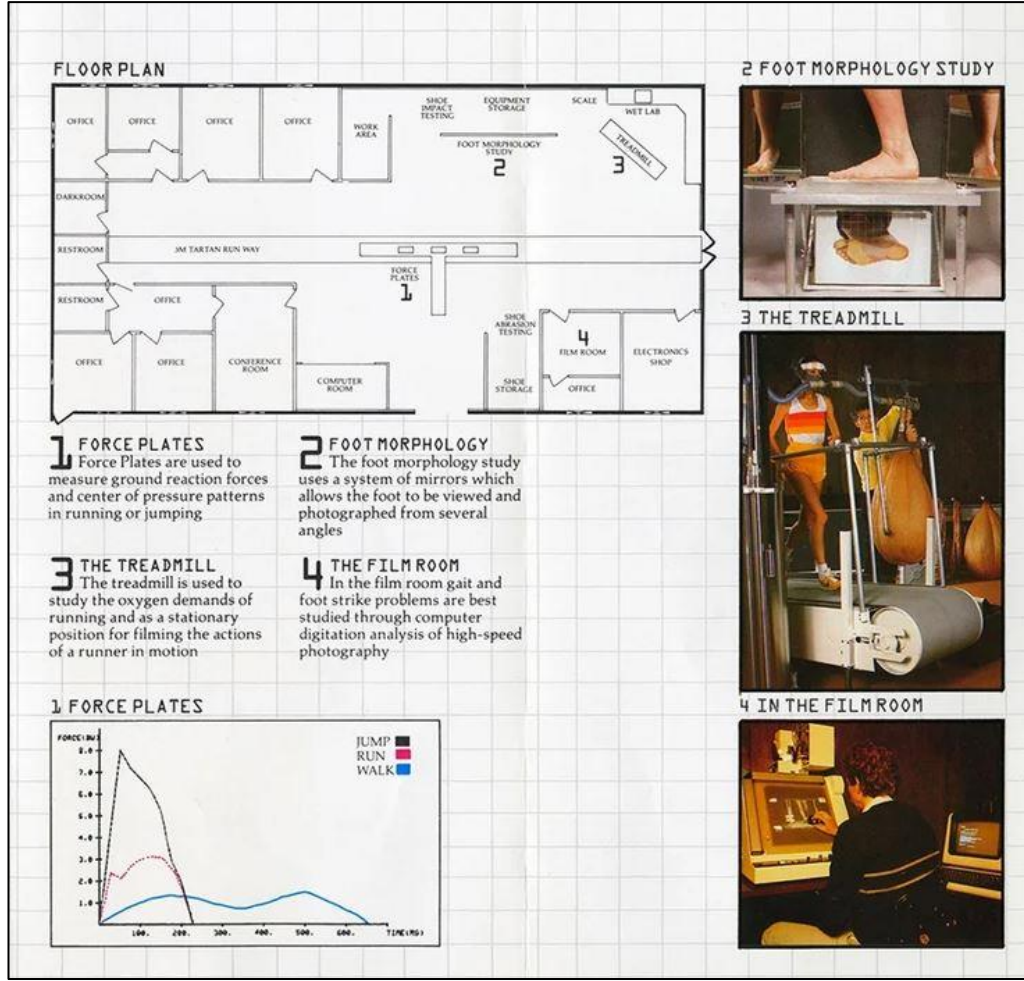 FLOOR PLAN
OFFICE
OFFICE
OFFICE
OFFICE
WORK
AREA
SHOE
IMPACT
TESTING
EQUIPMENT
STORAGE
SCALE
WET LAB
FOOT MORPHOLOGY
STUDY
2
TREADMILL
3
DARKROOM
RESTROOM
3M TARTAN RUN WAY
FORCE
PLATES
1
RESTROOM
OFFICE
OFFICE
OFFICE
CONFERENCE
ROOM
COMPUTER
ROOM
SHOE
ABRASION
TESTING
SHOE
STORAGE
4
FILM ROOM
OFFICE
ELECTRONICS
SHOP
1 FORCE PLATES
Force Plates are used to
measure ground reaction forces
and center of pressure patterns
in running or jumping
2 FOOT MORPHOLOGY
The foot morphology study
uses a system of mirrors which
allows the foot to be viewed and
photographed from several
angles
3 THE TREADMILL
The treadmill is used to
study the oxygen demands of
running and as a stationary
position for filming the actions
of a runner in motion
4 THE FILM ROOM
In the film room gait and
foot strike problems are best
studied through computer
digitation analysis of high-speed
photography
1 FORCE PLATES
FORCE(BW)
8.0
7.0
6.0
5.0
4.0
3.0
2.0
1.0
100. 200. 300. 400. 500. 600. TIME(MS)
JUMP
RUN
WALK
2 FOOT MORPHOLOGY STUDY
3 THE TREADMILL
4 IN THE FILM ROOM